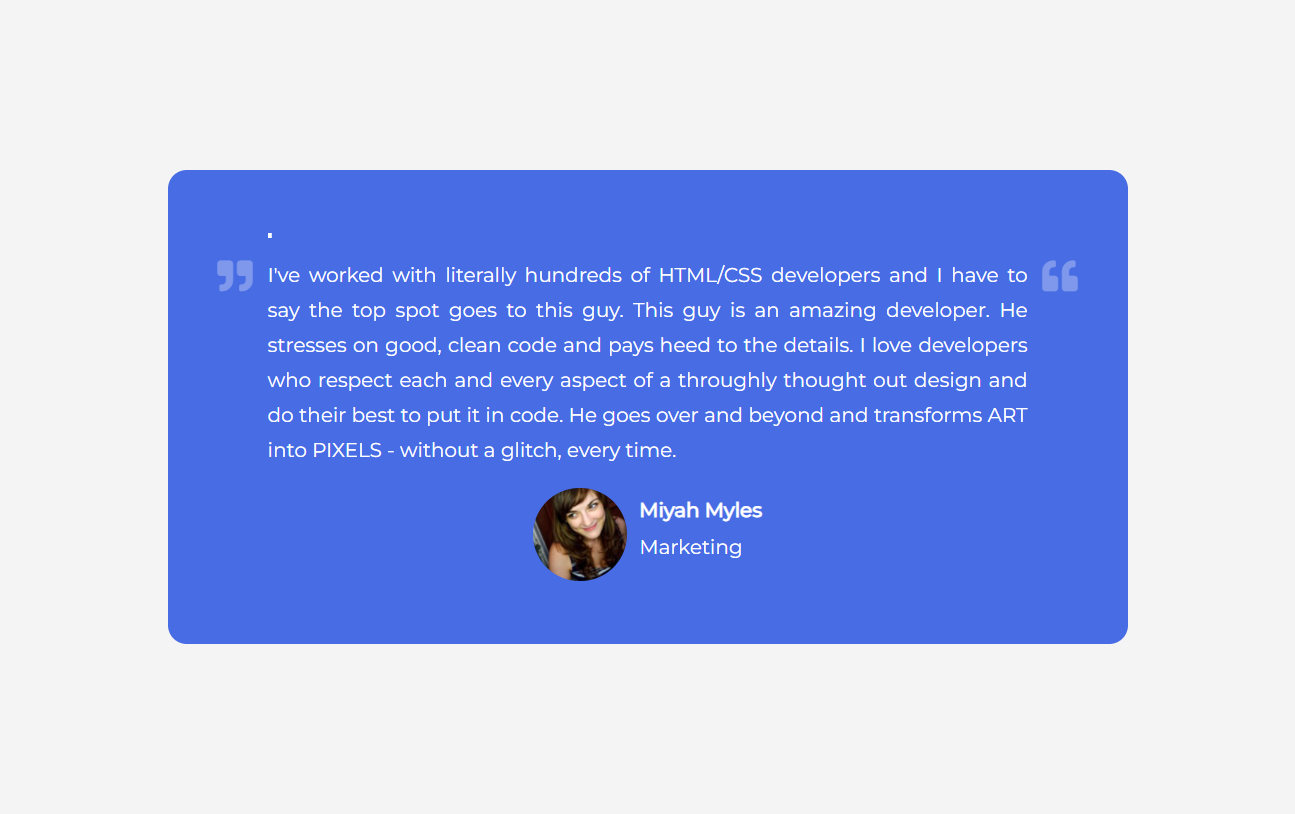 I've worked with literally hundreds of HTML/CSS developers and I have to
say the top spot goes to this guy. This guy is an amazing developer. He
stresses on good, clean code and pays heed to the details. I love developers
who respect each and every aspect of a throughly thought out design and
do their best to put it in code. He goes over and beyond and transforms ART
into PIXELS - without a glitch, every time.
Miyah Myles
Marketing